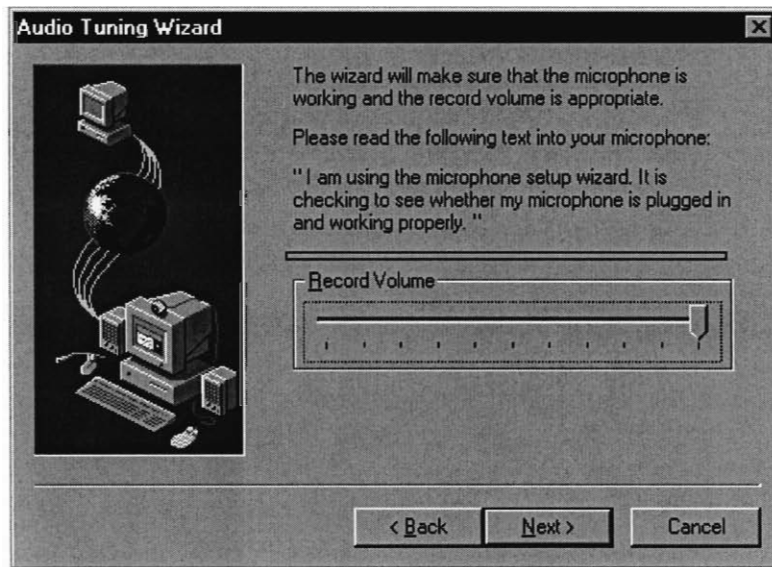 Audio Tuning Wizard
The wizard will make sure that the microphone is
working and the record volume is appropriate.
Please read the following text into your microphone:
" I am using the microphone setup wizard. It is
checking to see whether my microphone is plugged in
and working properly. "
Record Volume
< Back
Next >
Cancel